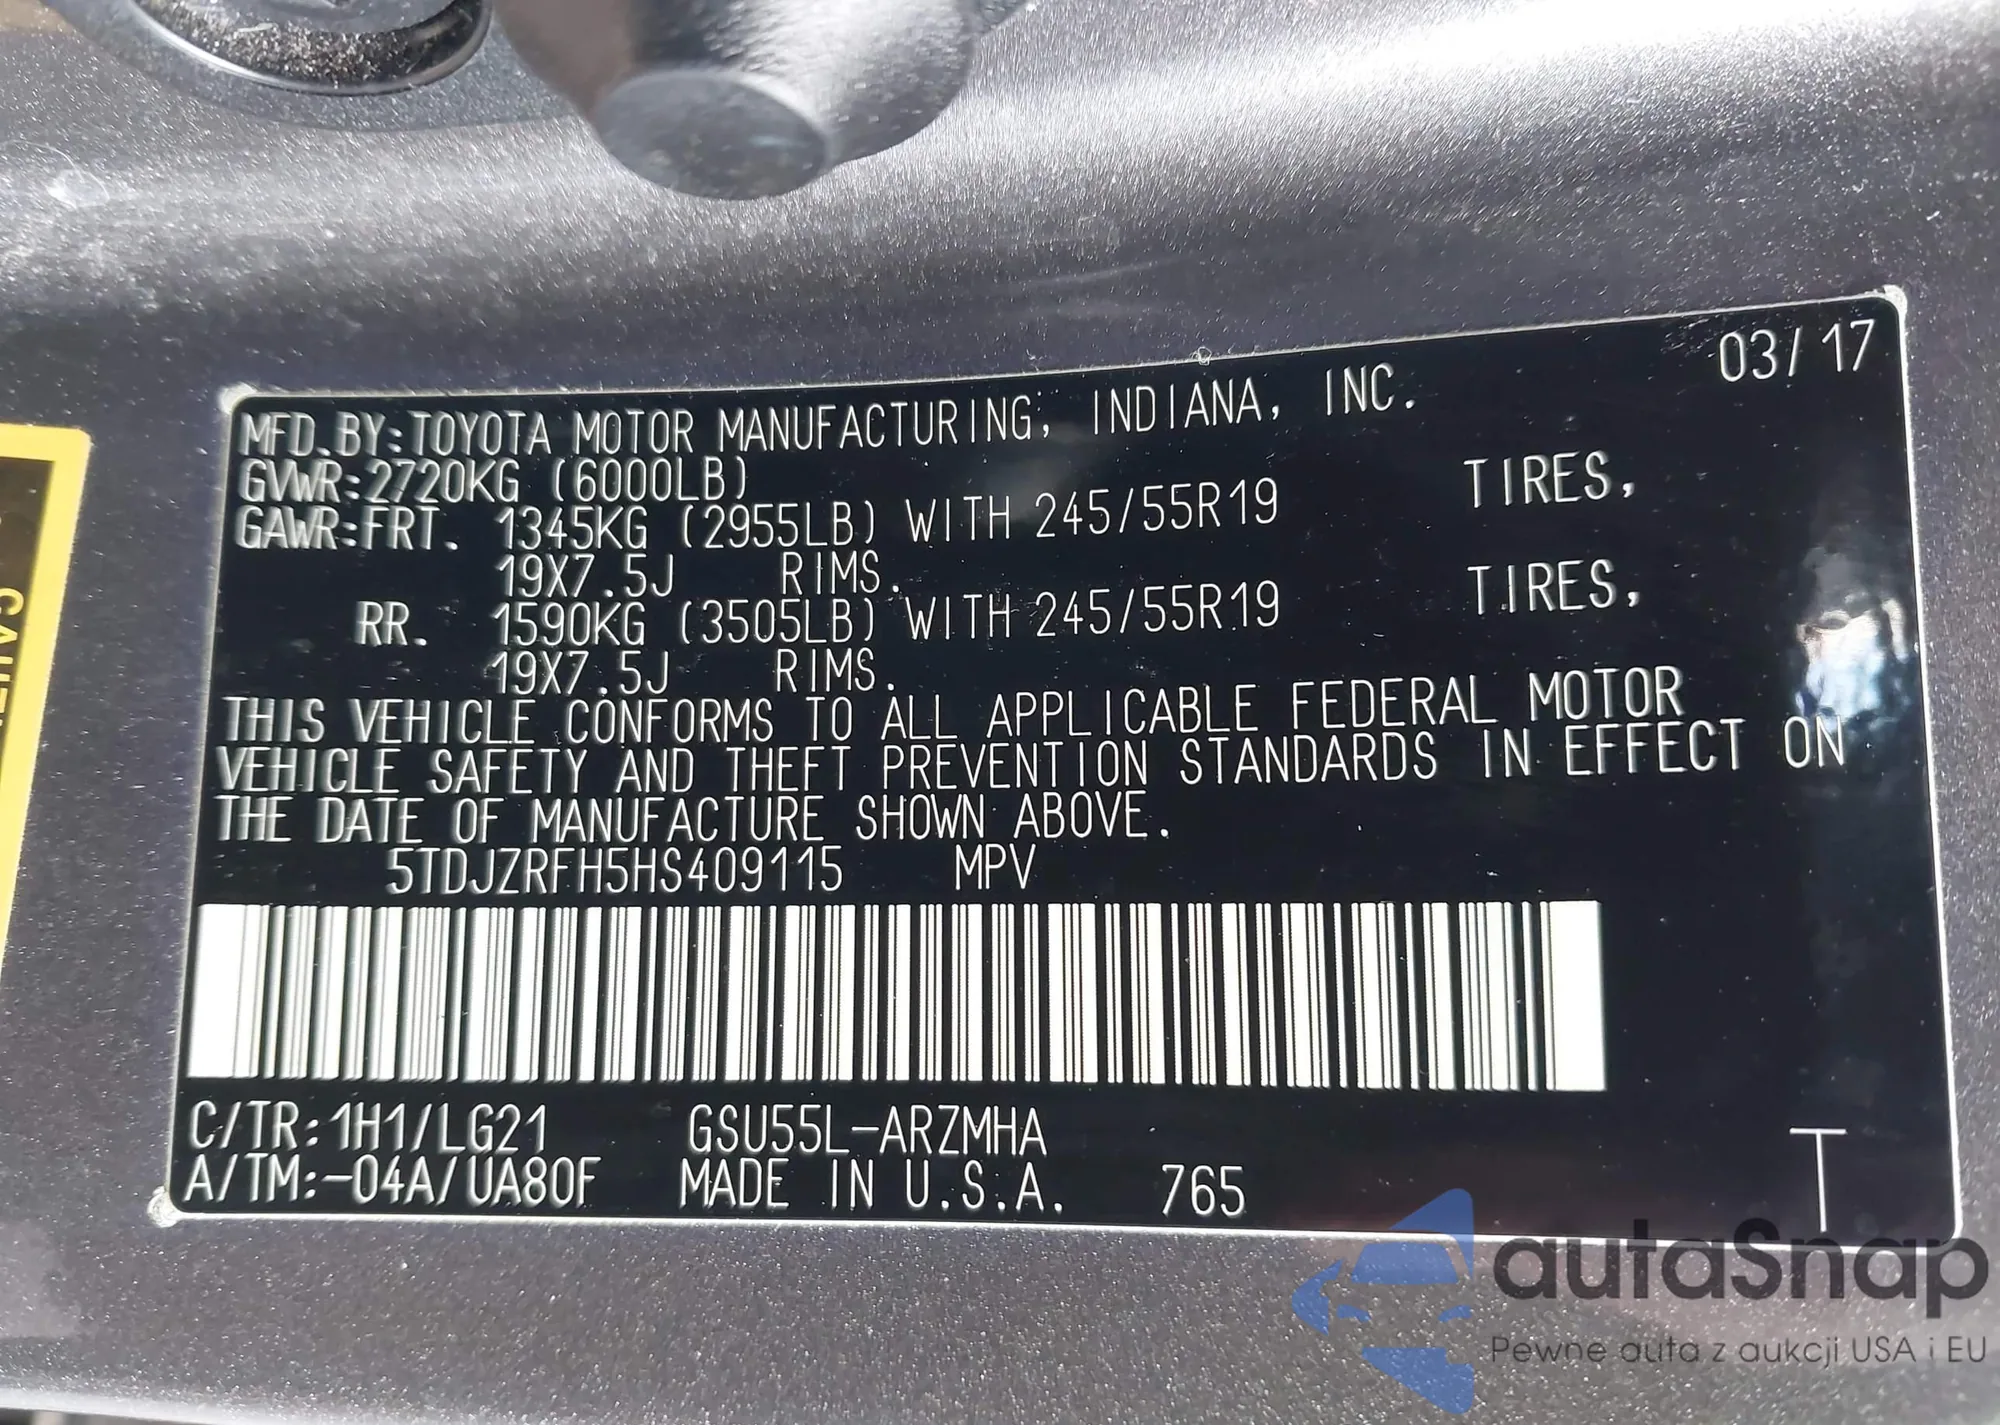 03/17
MFD.BY:TOYOTA MOTOR MANUFACTURING, INDIANA, INC.
GVWR:2720KG (6000LB)
GAWR:FRT. 1345KG (2955LB) WITH 245/55R19 TIRES,
19X7.5J RIMS.
RR. 1590KG (3505LB) WITH 245/55R19 TIRES,
19X7.5J RIMS.
THIS VEHICLE CONFORMS TO ALL APPLICABLE FEDERAL MOTOR
VEHICLE SAFETY AND THEFT PREVENTION STANDARDS IN EFFECT ON
THE DATE OF MANUFACTURE SHOWN ABOVE.
5TDJZRFH5HS409115 MPV
C/TR:1H1/LG21 GSU55L-ARZMHA
A/TM:-04A/UA80F MADE IN U.S.A. 765
T
autaSnap
Pewne auta z aukcji USA i EU